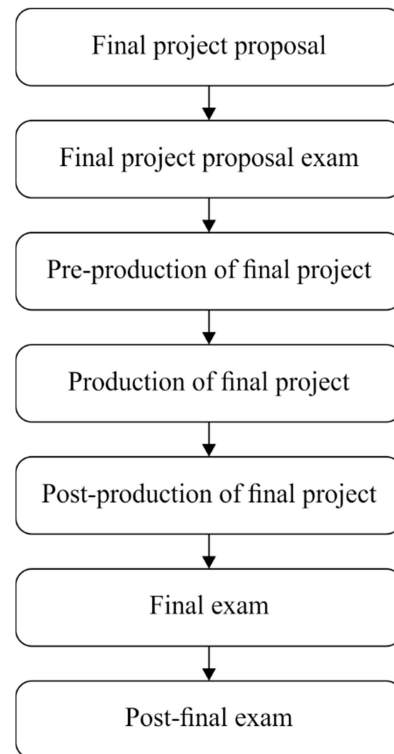 Final project proposal
Final project proposal exam
Pre-production of final project
Production of final project
Post-production of final project
Final exam
Post-final exam